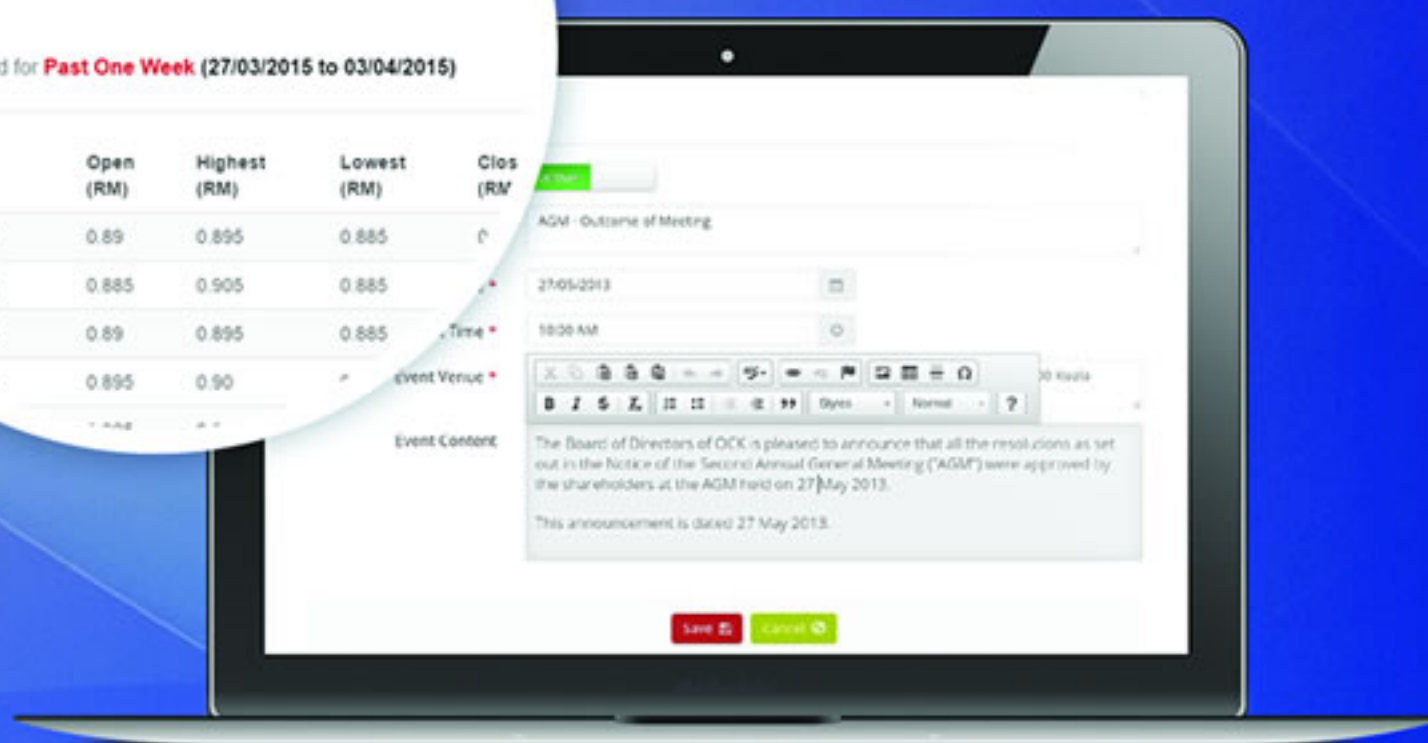 d for Past One Week (27/03/2015 to 03/04/2015)
Open Highest Lowest Clos
(RM) (RM) (RM) (RM
0.89 0.895 0.885
0.885 0.905 0.885
0.89 0.895 0.885
0.895 0.90
AGM - Outcome of Meeting
27/05/2013
Time * 10:00 AM
Event Venue *
B I S Styles Normal ?
Event Content
The Board of Directors of OCK is pleased to announce that all the resolutions as set
out in the Notice of the Second Annual General Meeting ("AGM") were approved by
the shareholders at the AGM held on 27 May 2013.
This announcement is dated 27 May 2013.
Save Cancel